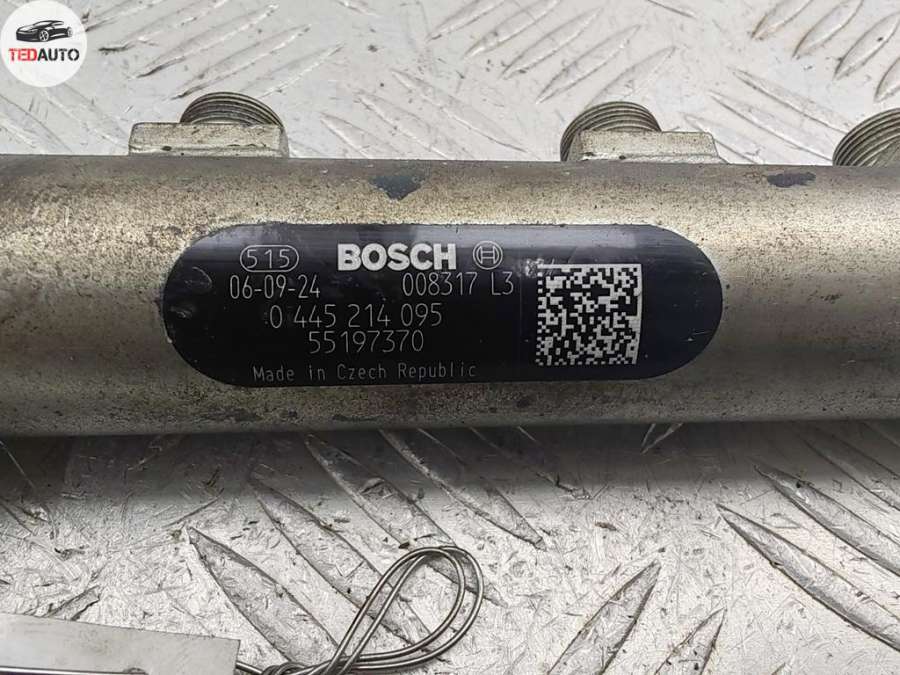 TEDAUTO
515 BOSCH
06-09-24 008317 L3
0 445 214 095
55197370
Made in Czech Republic